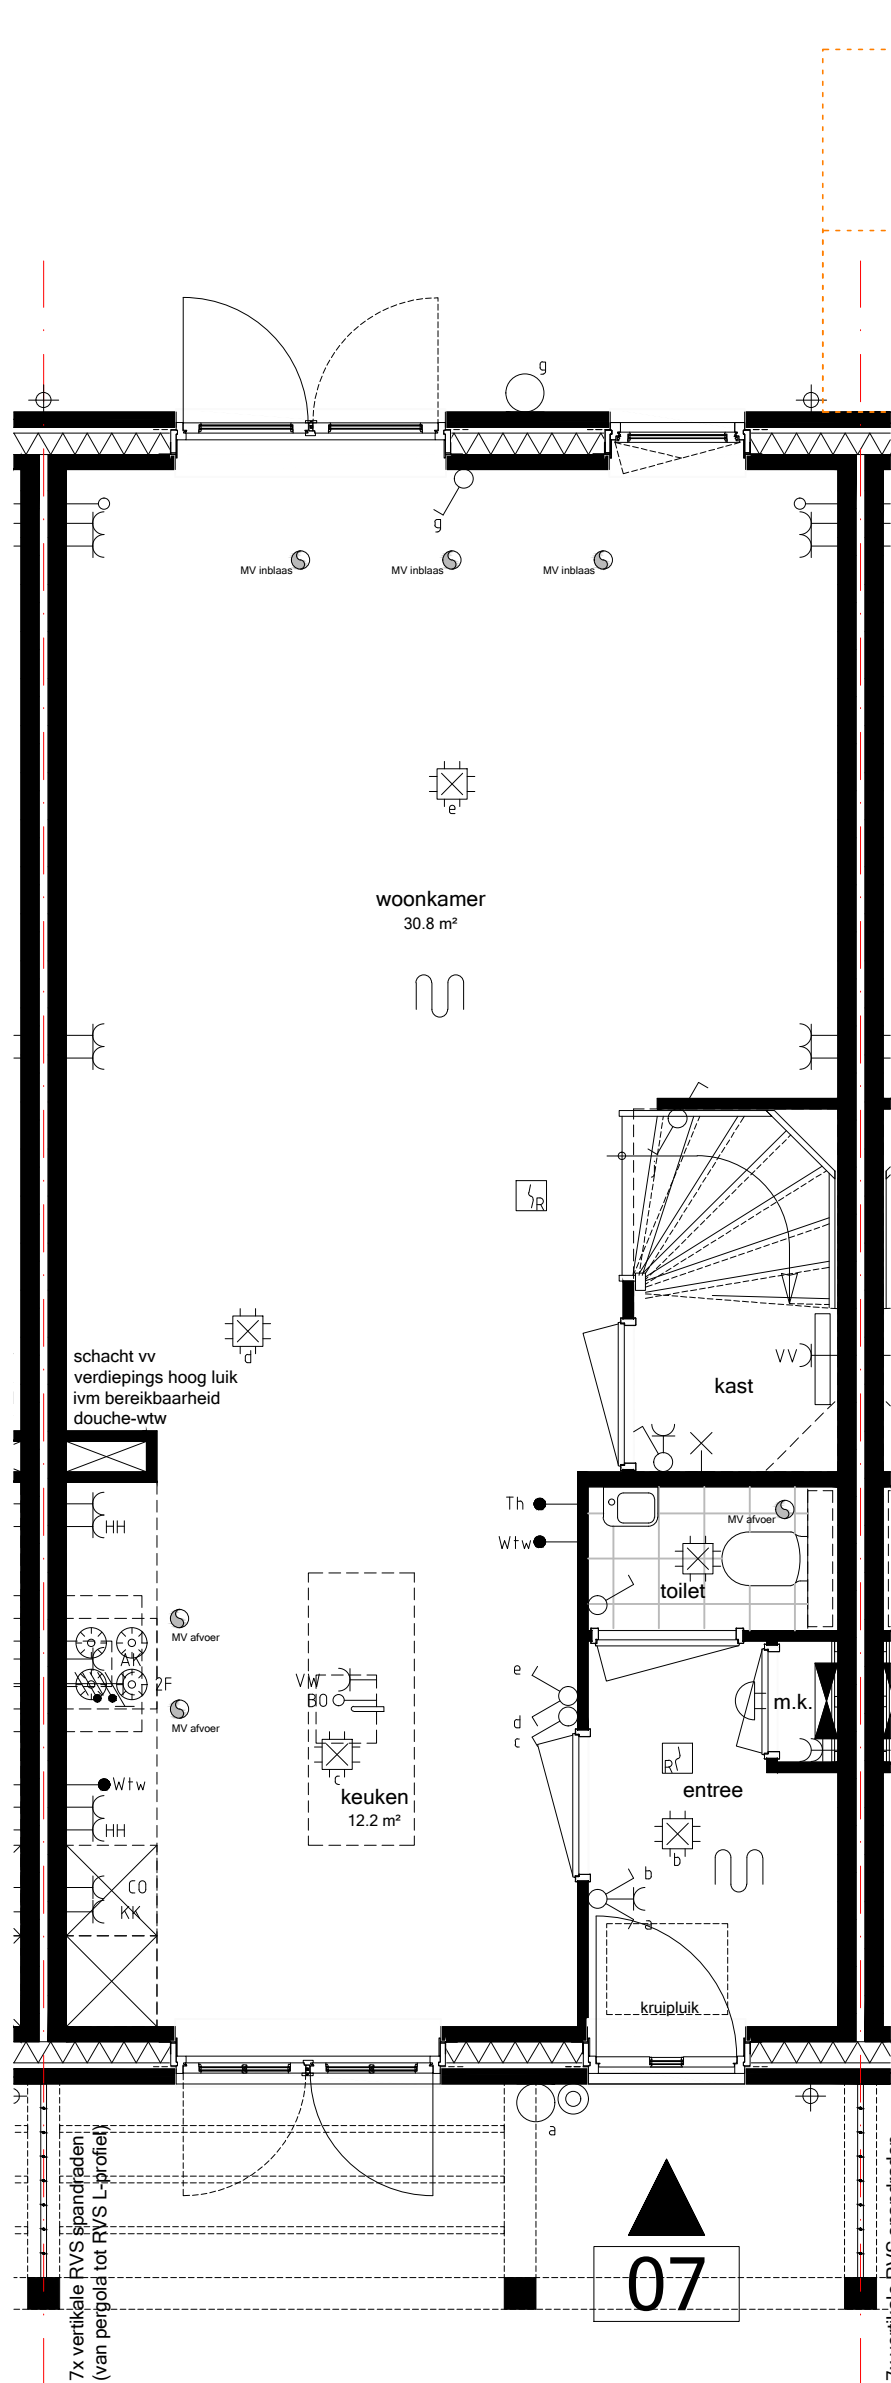 g
g
MV inblaas
MV inblaas
MV inblaas
e
woonkamer
30.8 m²
R
d
schacht vv
verdiepings hoog luik
ivm bereikbaarheid
douche-wtw
VV
kast
HH
Th
Wtw
MV afvoer
toilet
MV afvoer
AK
2F
MV afvoer
VW
BO
e
d
c
m.k.
R
c
keuken
12.2 m²
entree
Wtw
HH
b
b
a
CO
KK
kruipluik
a
7x vertikale RVS spandraden
(van pergola tot RVS L-profiel)
07